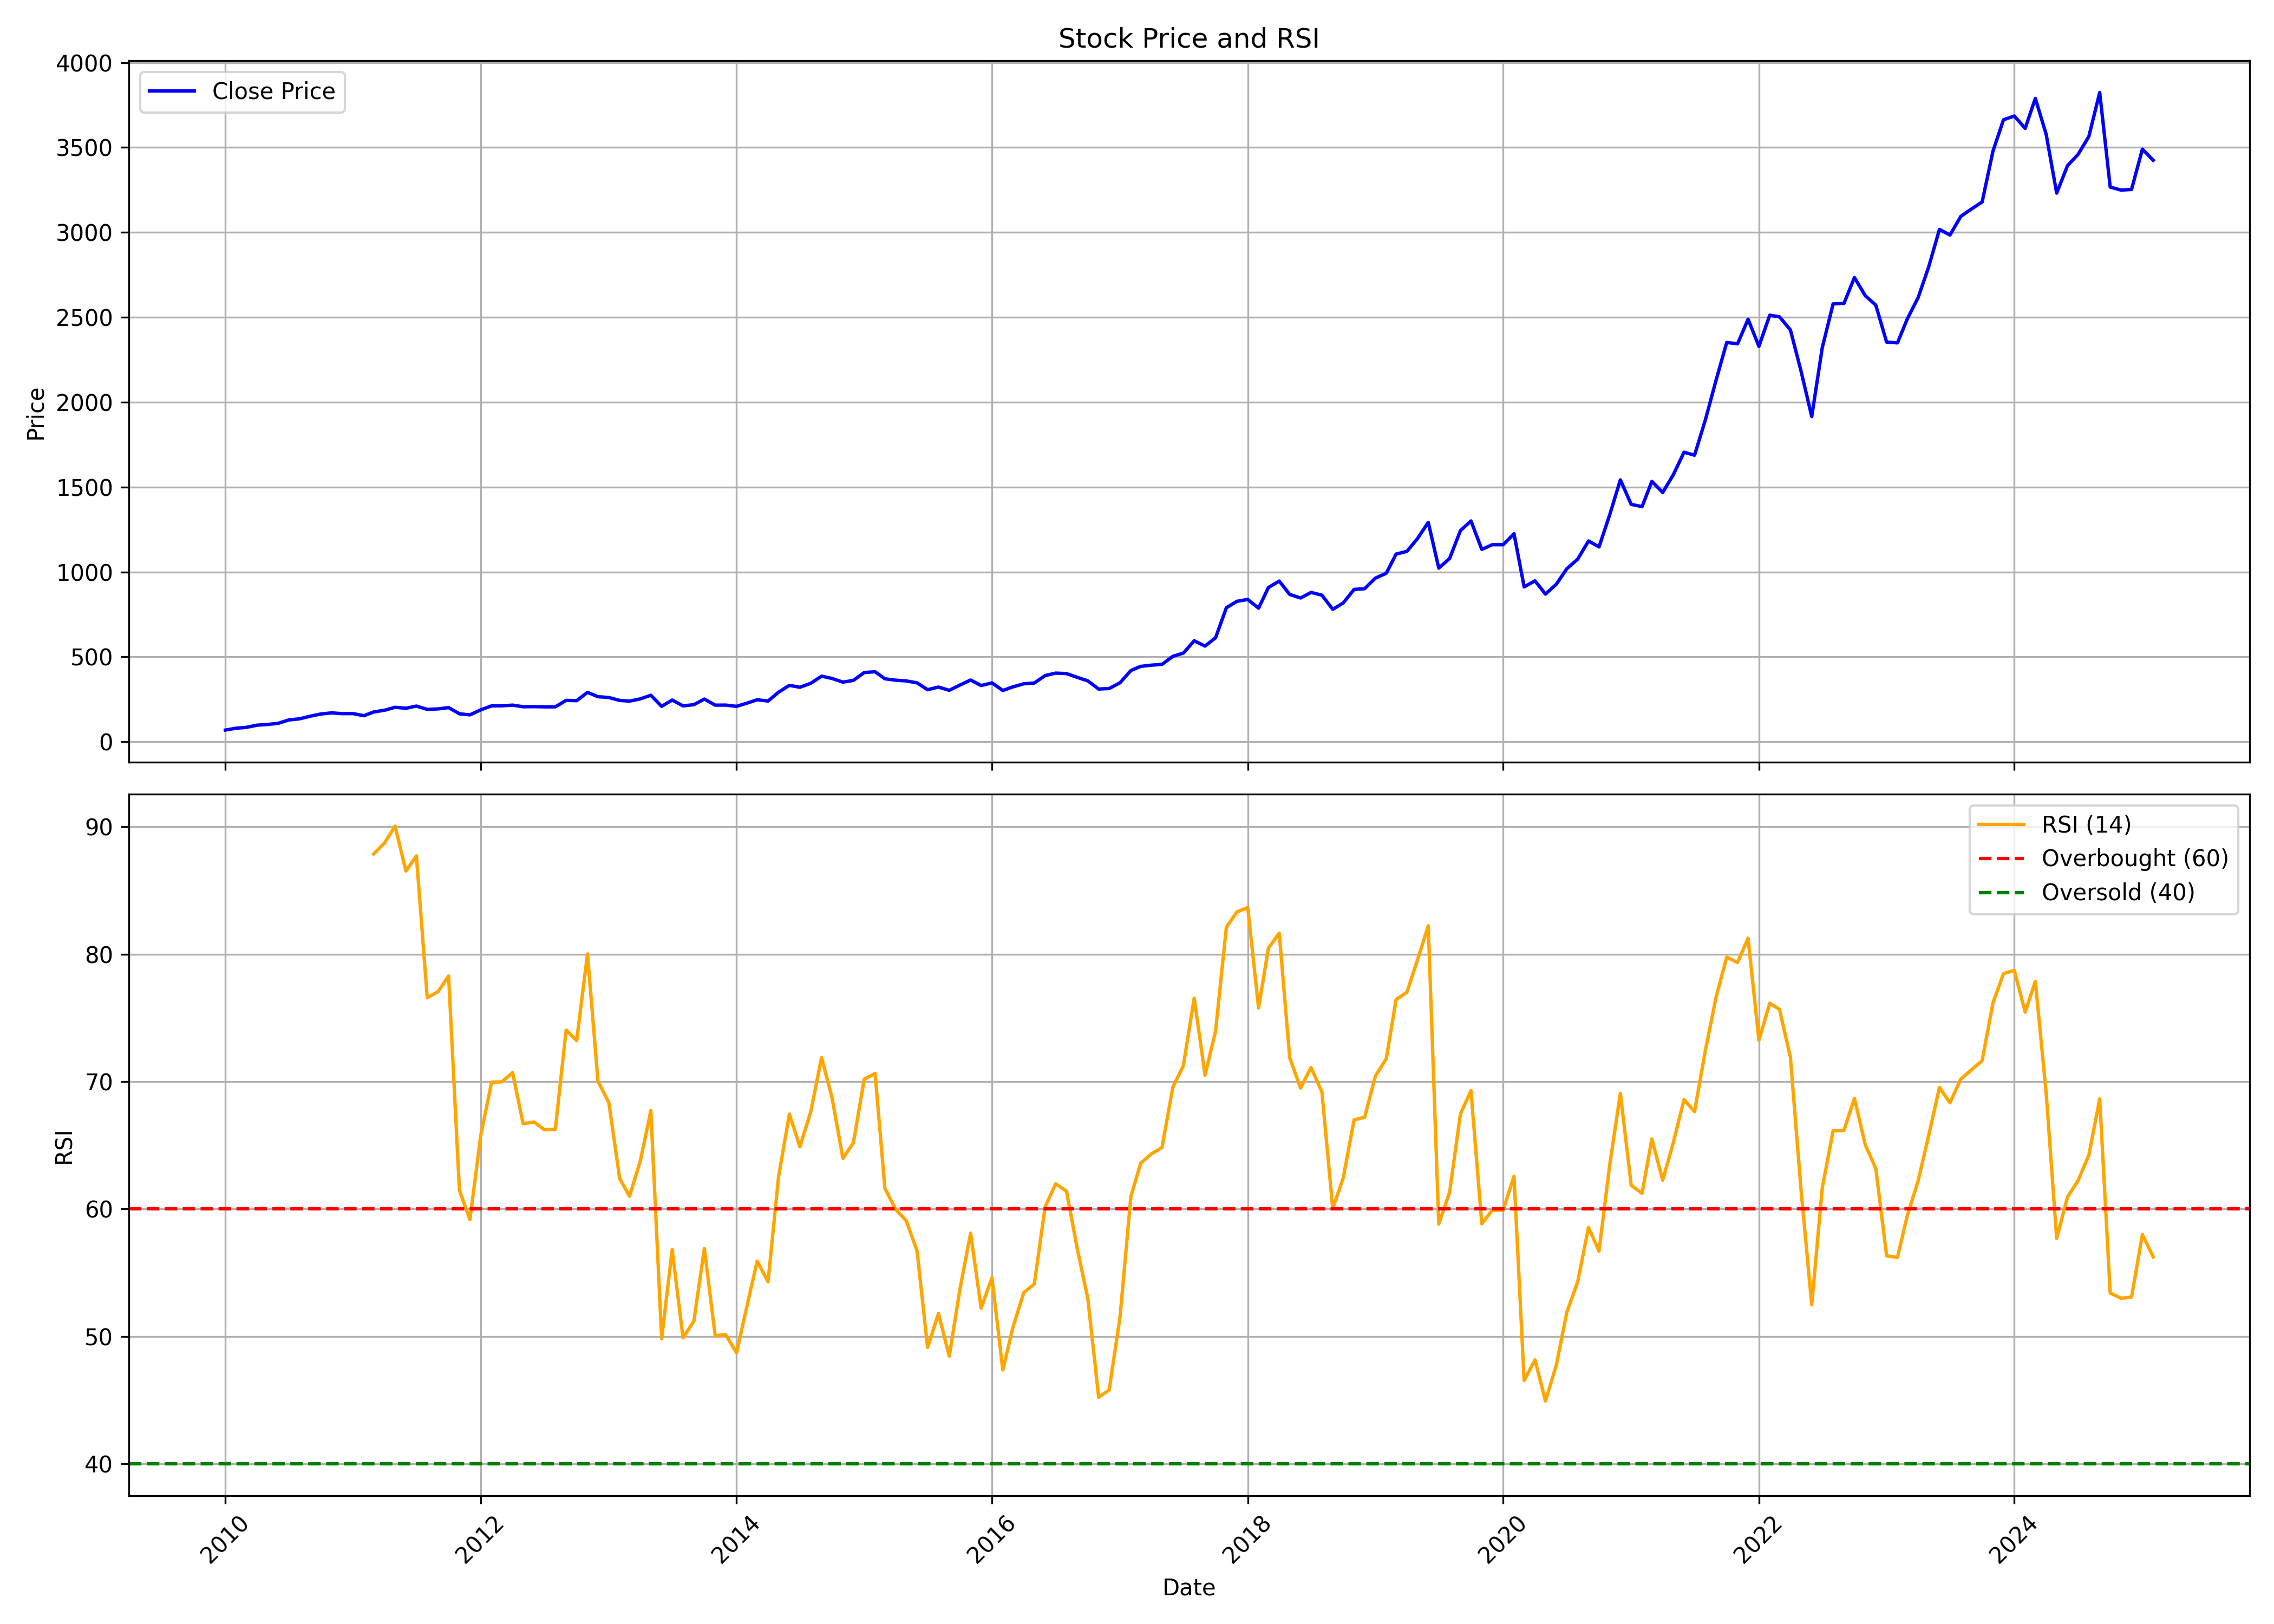 Stock Price and RSI
4000
3500
3000
2500
2000
1500
1000
500
0
Price
Close Price
90
80
70
60
50
40
RSI
RSI (14)
Overbought (60)
Oversold (40)
2010
2012
2014
2016
2018
2020
2022
2024
Date